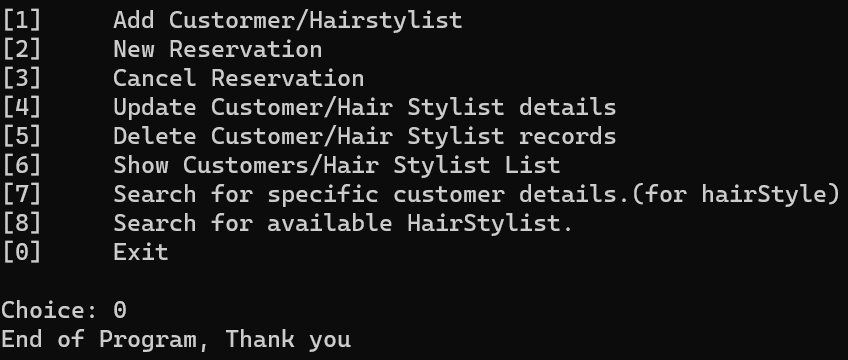 [1]     Add Custormer/Hairstylist
[2]     New Reservation
[3]     Cancel Reservation
[4]     Update Customer/Hair Stylist details
[5]     Delete Customer/Hair Stylist records
[6]     Show Customers/Hair Stylist List
[7]     Search for specific customer details.(for hairStyle)
[8]     Search for available HairStylist.
[0]     Exit
Choice: 0
End of Program, Thank you